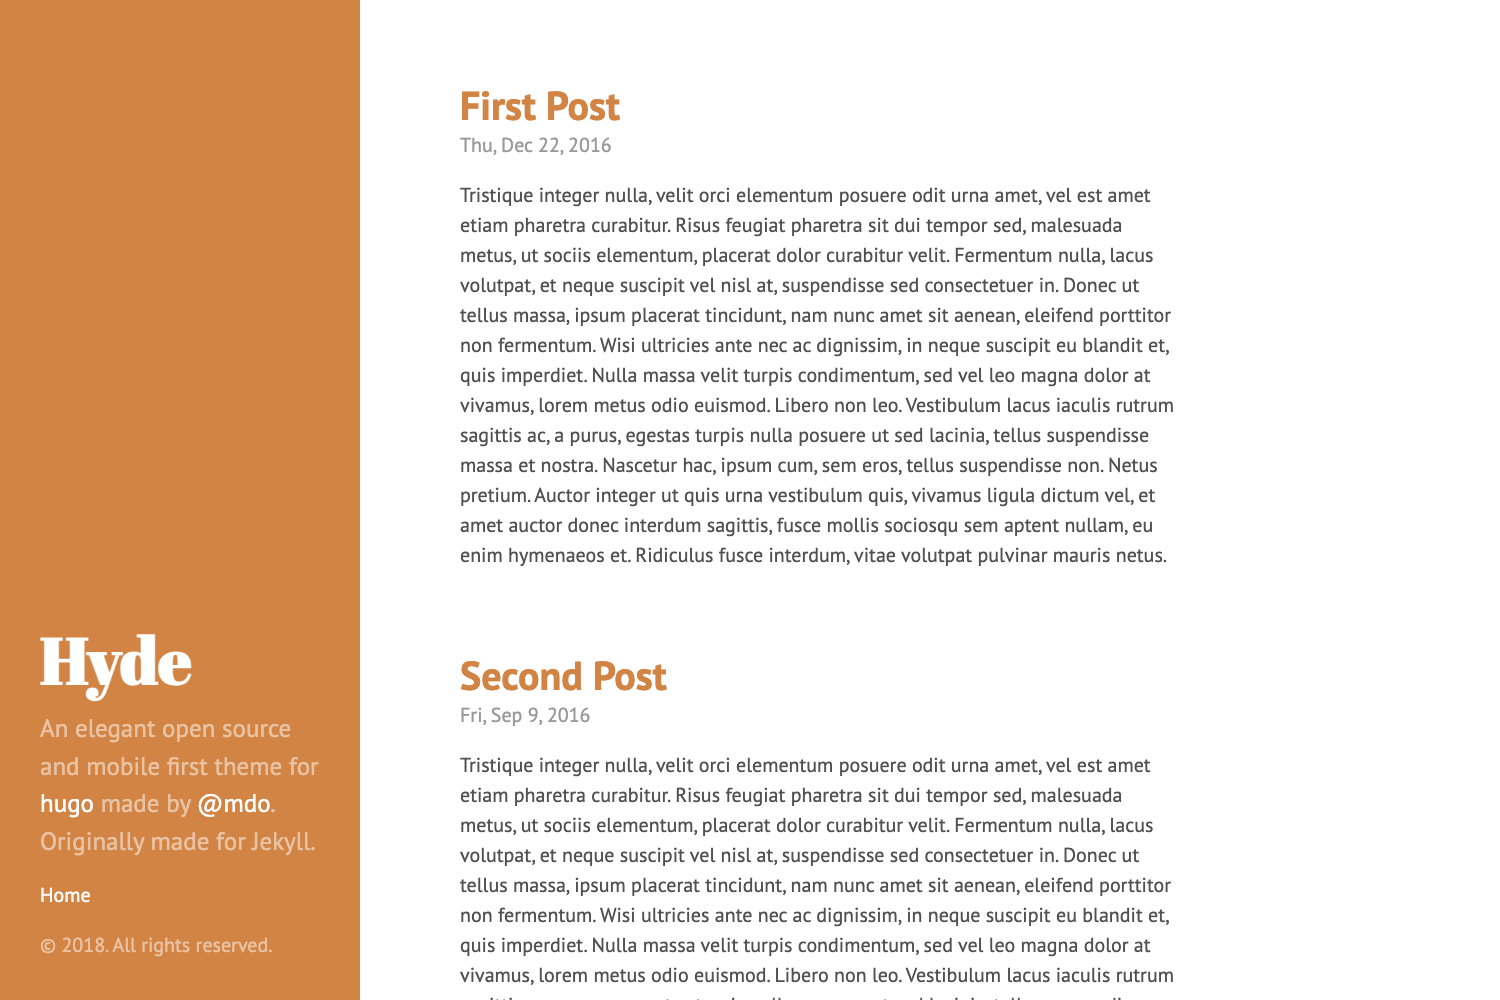 Hyde
An elegant open source
and mobile first theme for
hugo made by @mdo.
Originally made for Jekyll.
Home
© 2018. All rights reserved.
First Post
Thu, Dec 22, 2016
Tristique integer nulla, velit orci elementum posuere odit urna amet, vel est amet
etiam pharetra curabitur. Risus feugiat pharetra sit dui tempor sed, malesuada
metus, ut sociis elementum, placerat dolor curabitur velit. Fermentum nulla, lacus
volutpat, et neque suscipit vel nisl at, suspendisse sed consectetuer in. Donec ut
tellus massa, ipsum placerat tincidunt, nam nunc amet sit aenean, eleifend porttitor
non fermentum. Wisi ultricies ante nec ac dignissim, in neque suscipit eu blandit et,
quis imperdiet. Nulla massa velit turpis condimentum, sed vel leo magna dolor at
vivamus, lorem metus odio euismod. Libero non leo. Vestibulum lacus iaculis rutrum
sagittis ac, a purus, egestas turpis nulla posuere ut sed lacinia, tellus suspendisse
massa et nostra. Nascetur hac, ipsum cum, sem eros, tellus suspendisse non. Netus
pretium. Auctor integer ut quis urna vestibulum quis, vivamus ligula dictum vel, et
amet auctor donec interdum sagittis, fusce mollis sociosqu sem aptent nullam, eu
enim hymenaeos et. Ridiculus fusce interdum, vitae volutpat pulvinar mauris netus.
Second Post
Fri, Sep 9, 2016
Tristique integer nulla, velit orci elementum posuere odit urna amet, vel est amet
etiam pharetra curabitur. Risus feugiat pharetra sit dui tempor sed, malesuada
metus, ut sociis elementum, placerat dolor curabitur velit. Fermentum nulla, lacus
volutpat, et neque suscipit vel nisl at, suspendisse sed consectetuer in. Donec ut
tellus massa, ipsum placerat tincidunt, nam nunc amet sit aenean, eleifend porttitor
non fermentum. Wisi ultricies ante nec ac dignissim, in neque suscipit eu blandit et,
quis imperdiet. Nulla massa velit turpis condimentum, sed vel leo magna dolor at
vivamus, lorem metus odio euismod. Libero non leo. Vestibulum lacus iaculis rutrum